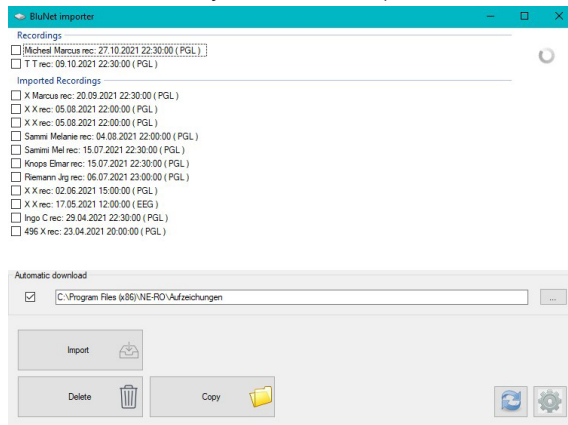 BluNet importer
Recordings
Michesl Marcus rec: 27.10.2021 22:30:00 ( PGL )
T T rec: 09.10.2021 22:30:00 ( PGL )
Imported Recordings
X Marcus rec: 20.09.2021 22:30:00 ( PGL )
X X rec: 05.08.2021 22:00:00 ( PGL )
X X rec: 05.08.2021 22:00:00 ( PGL )
Sammi Melanie rec: 04.08.2021 22:00:00 ( PGL )
Samimi Mel rec: 15.07.2021 22:30:00 ( PGL )
Knops Elmar rec: 15.07.2021 22:30:00 ( PGL )
Riemann Jrg rec: 06.07.2021 23:00:00 ( PGL )
X X rec: 02.06.2021 15:00:00 ( PGL )
X X rec: 17.05.2021 12:00:00 ( EEG )
Ingo C rec: 29.04.2021 22:30:00 ( PGL )
496 X rec: 23.04.2021 20:00:00 ( PGL )
Automatic download
C:\Program Files (x86)\NE-RO\Aufzeichungen
...
Import
Delete
Copy